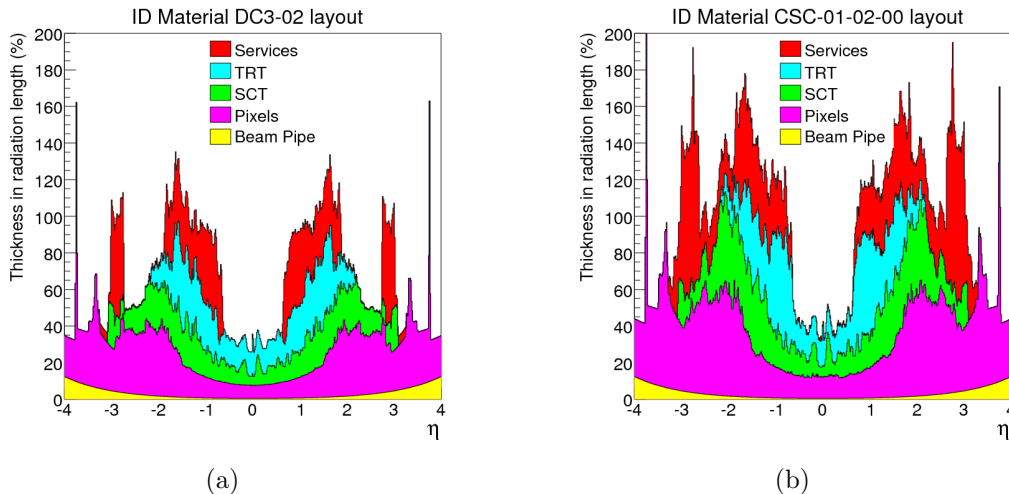 ID Material DC3-02 layout
Thickness in radiation length (%)
200
180
160
140
120
100
80
60
40
20
0
Services
TRT
SCT
Pixels
Beam Pipe
-4 -3 -2 -1 0 1 2 3 4
η
(a)
ID Material CSC-01-02-00 layout
Thickness in radiation length (%)
200
180
160
140
120
100
80
60
40
20
0
Services
TRT
SCT
Pixels
Beam Pipe
-4 -3 -2 -1 0 1 2 3 4
η
(b)